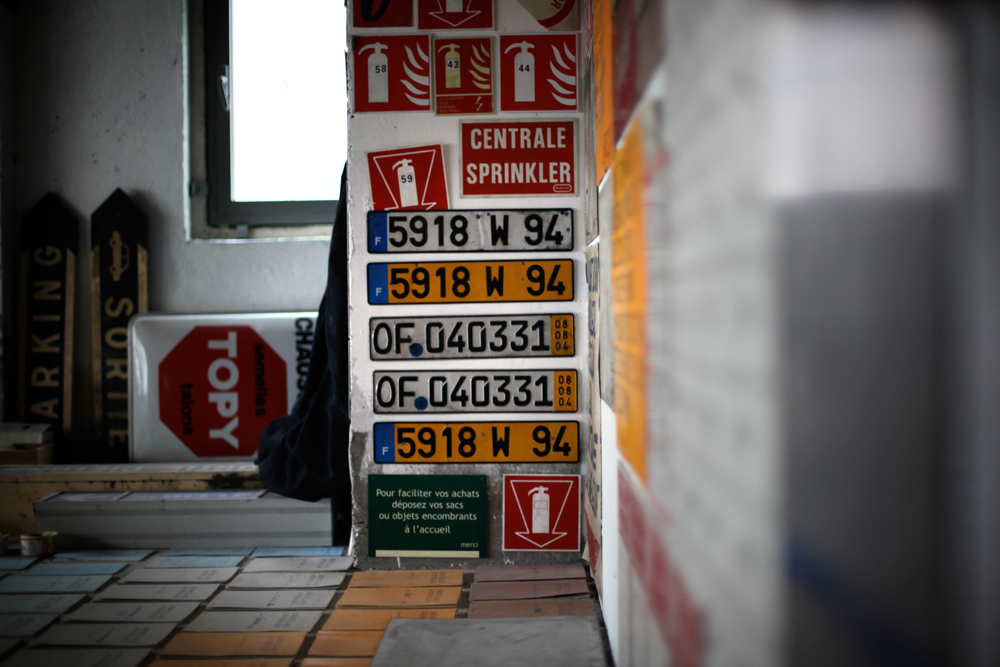 58
43
44
CENTRALE
SPRINKLER
59
F 5918 W 94
F 5918 W 94
OF 040331 08 08 04
OF 040331 08 08 04
F 5918 W 94
Pour faciliter vos achats
déposez vos sacs
ou objets encombrants
à l'accueil
merci
PARKING
SORTIE
TOPY
semelles
talons
CHAUS